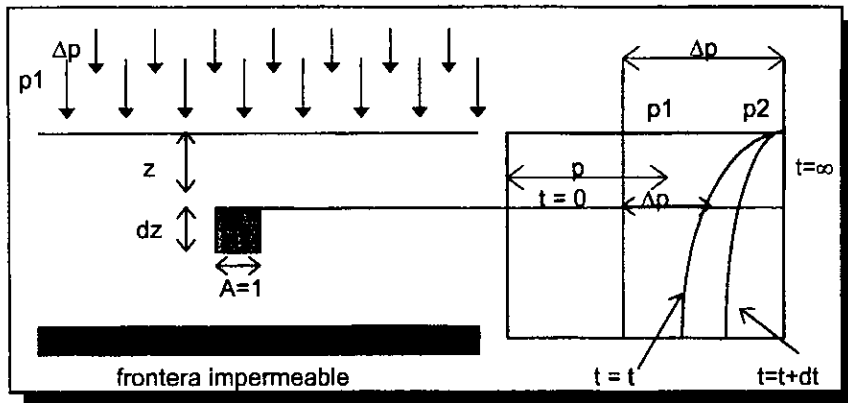 Δp
p1
z
dz
A=1
frontera impermeable
Δp
p1
p2
t=∞
p
t = 0
Δp
t = t
t=t+dt